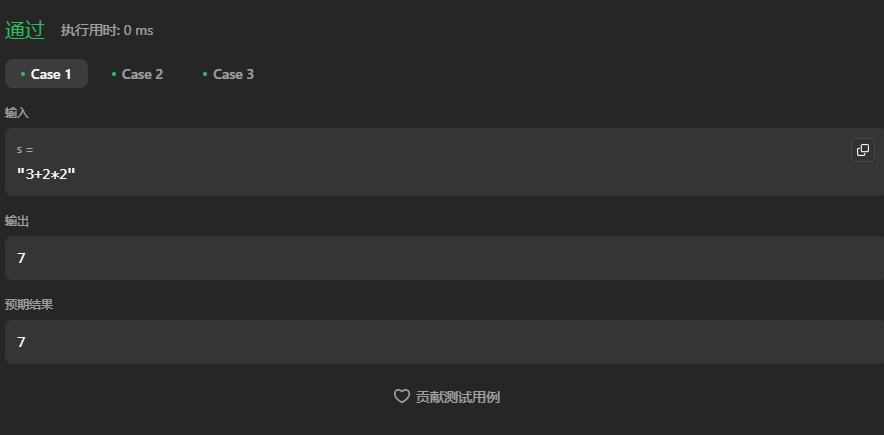 通过 执行用时: 0 ms
Case 1 Case 2 Case 3
输入
s =
"3+2*2"
输出
7
预期结果
7
贡献测试用例